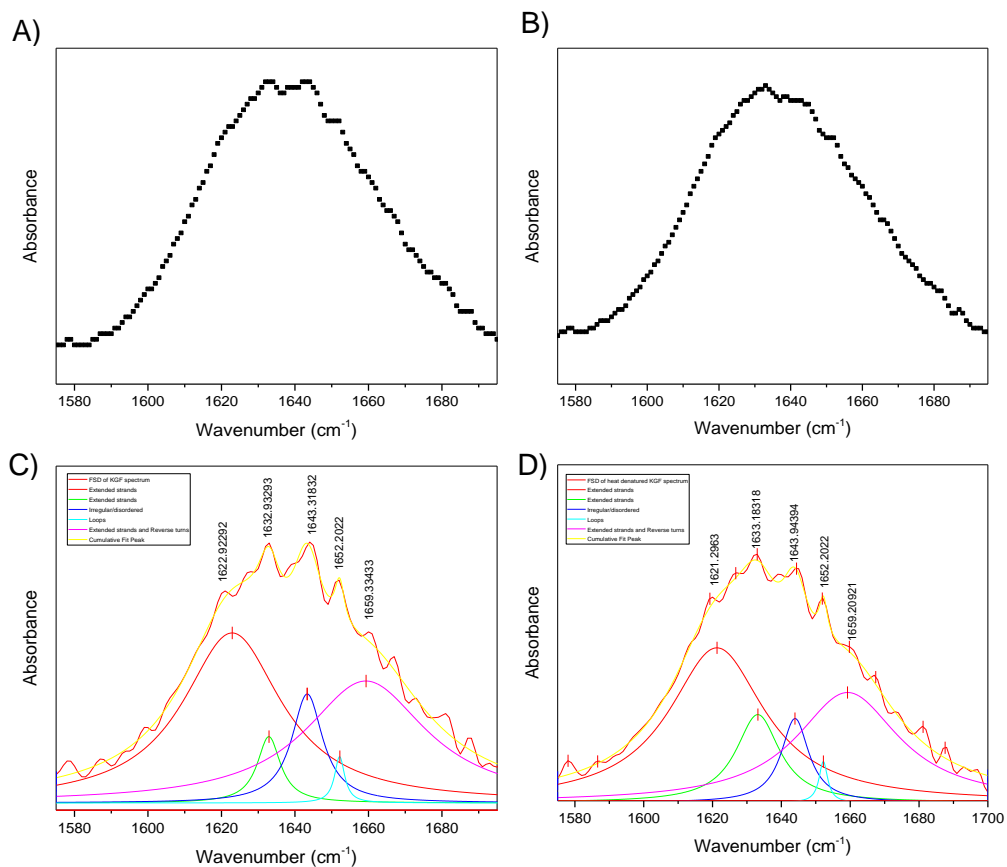 A)
Absorbance
1580 1600 1620 1640 1660 1680
Wavenumber (cm-1)
B)
Absorbance
1580 1600 1620 1640 1660 1680
Wavenumber (cm-1)
C)
FSD of KGF spectrum
Extended strands
Extended strands
Irregular/disordered
Loops
Extended strands and Reverse turns
Cumulative Fit Peak
1622.92292
1632.93293
1643.31832
1652.2022
1659.33433
Absorbance
1580 1600 1620 1640 1660 1680
Wavenumber (cm-1)
D)
FSD of heat denatured KGF spectrum
Extended strands
Extended strands
Irregular/disordered
Loops
Extended strands and Reverse turns
Cumulative Fit Peak
1621.2963
1633.18318
1643.94394
1652.2022
1659.20921
Absorbance
1580 1600 1620 1640 1660 1680 1700
Wavenumber (cm-1)